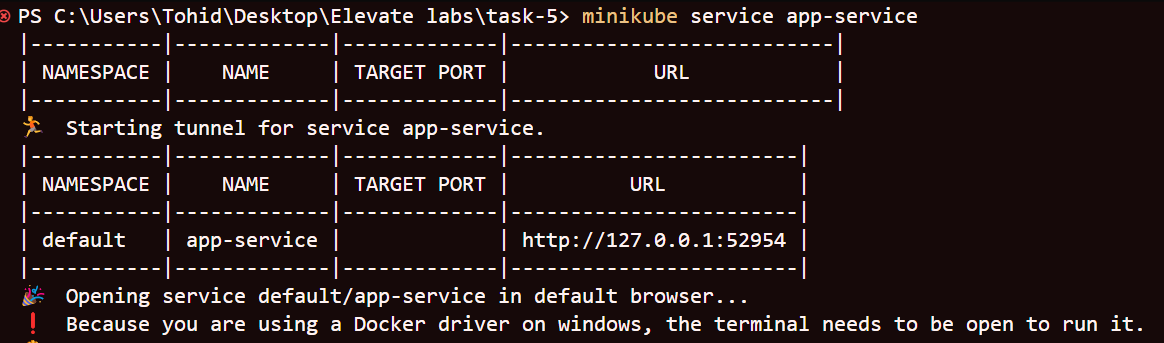 PS C:\Users\Tohid\Desktop\Elevate labs\task-5> minikube service app-service
|-----------|-------------|-------------|---------------------------|
| NAMESPACE |    NAME     | TARGET PORT |            URL            |
|-----------|-------------|-------------|---------------------------|
🏃  Starting tunnel for service app-service.
|-----------|-------------|-------------|------------------------|
| NAMESPACE |    NAME     | TARGET PORT |          URL           |
|-----------|-------------|-------------|------------------------|
| default   | app-service |             | http://127.0.0.1:52954 |
|-----------|-------------|-------------|------------------------|
🎉  Opening service default/app-service in default browser...
❗  Because you are using a Docker driver on windows, the terminal needs to be open to run it.